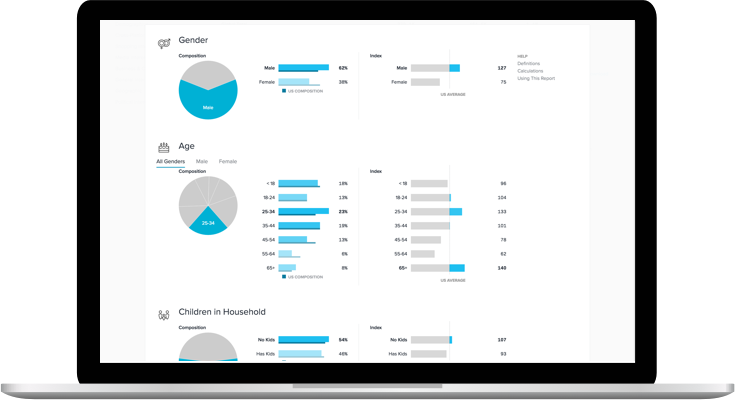 Gender
Composition
Index
HELP
Definitions
Calculations
Using This Report
Male 62%
Female 38%
US COMPOSITION
Male
Male 127
Female 75
US AVERAGE
Age
All Genders Male Female
Composition
Index
25-34
< 18 18%
18-24 13%
25-34 23%
35-44 19%
45-54 13%
55-64 6%
65+
US COMPOSITION
< 18 96
18-24 104
25-34 133
35-44 101
45-54 78
55-64 62
65+ 140
US AVERAGE
Children in Household
Composition
Index
No Kids 54%
Has Kids 46%
No Kids 107
Has Kids 93